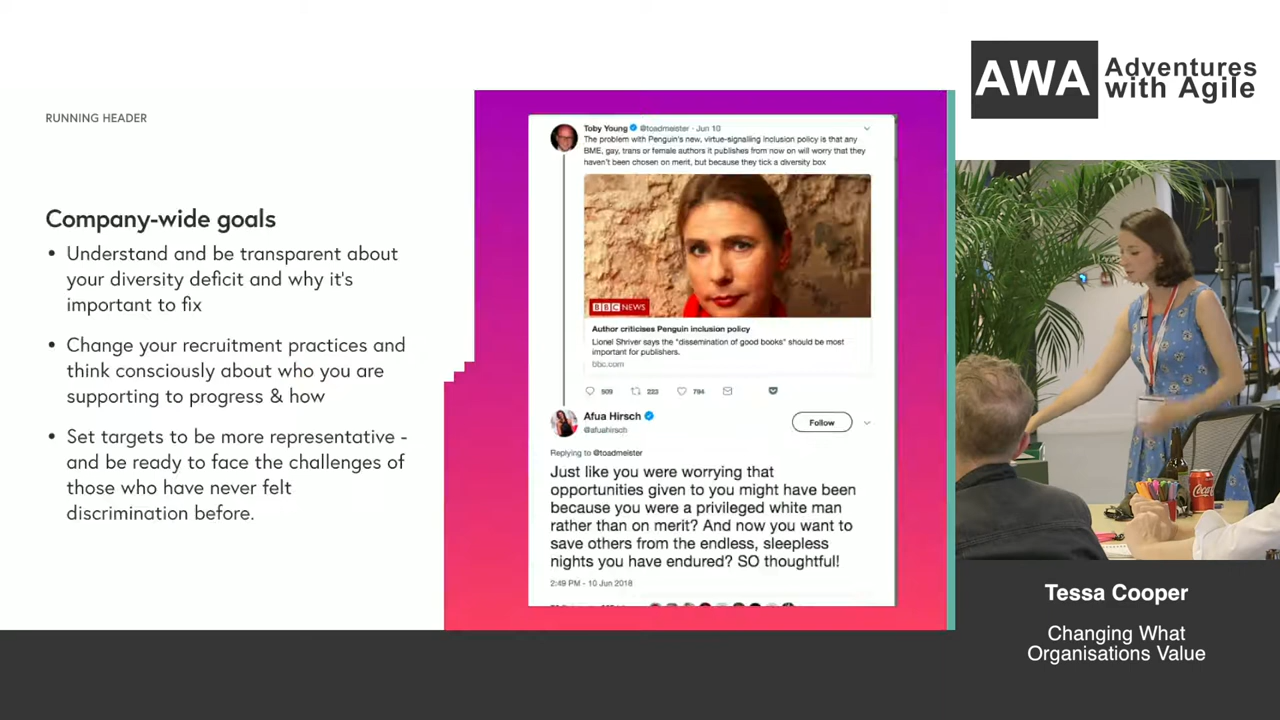 RUNNING HEADER
Company-wide goals
• Understand and be transparent about
your diversity deficit and why it's
important to fix
• Change your recruitment practices and
think consciously about who you are
supporting to progress & how
• Set targets to be more representative -
and be ready to face the challenges of
those who have never felt
discrimination before.
Toby Young @toadmeister · Jun 10
The problem with Penguin's new, virtue-signalling inclusion policy is that any
BME, gay, trans or female authors it publishes from now on will worry that they
haven't been chosen on merit, but because they tick a diversity box
BBC NEWS
Author criticises Penguin inclusion policy
Lionel Shriver says the "dissemination of good books" should be most
important for publishers.
bbc.com
509 223 794
Afua Hirsch
@afuahirsch
Follow
Replying to @toadmeister
Just like you were worrying that
opportunities given to you might have been
because you were a privileged white man
rather than on merit? And now you want to
save others from the endless, sleepless
nights you have endured? SO thoughtful!
2:49 PM - 10 Jun 2018
AWA Adventures
with Agile
Coca-Cola
Tessa Cooper
Changing What
Organisations Value